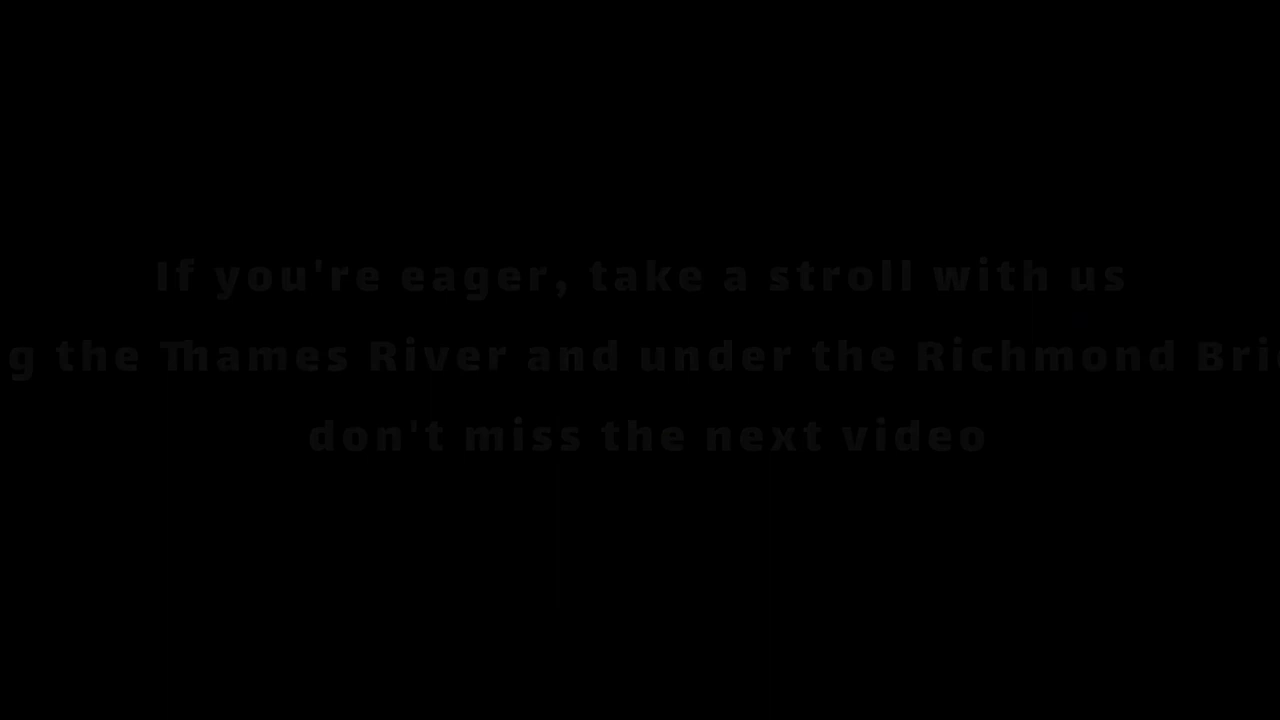 If you're eager, take a stroll with us
g the Thames River and under the Richmond Bri
don't miss the next video